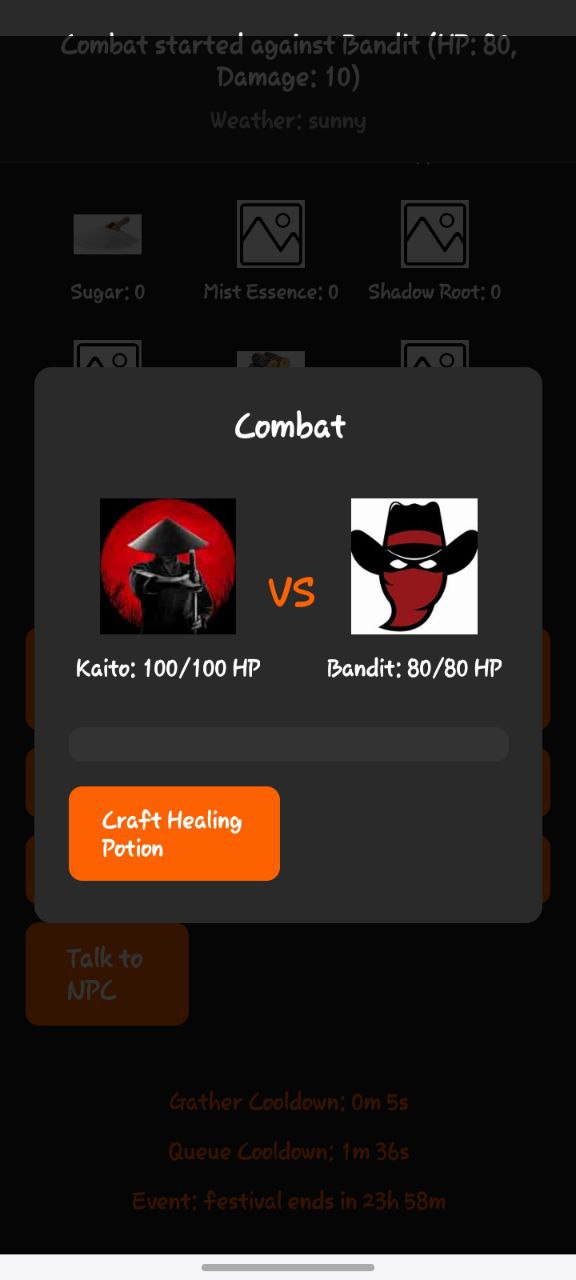 Combat started against Bandit (HP: 80,
Damage: 10)
Weather: sunny
Sugar: 0
Mist Essence: 0
Shadow Root: 0
Combat
VS
Kaito: 100/100 HP
Bandit: 80/80 HP
Craft Healing
Potion
Talk to
NPC
Gather Cooldown: 0m 5s
Queue Cooldown: 1m 36s
Event: festival ends in 23h 58m